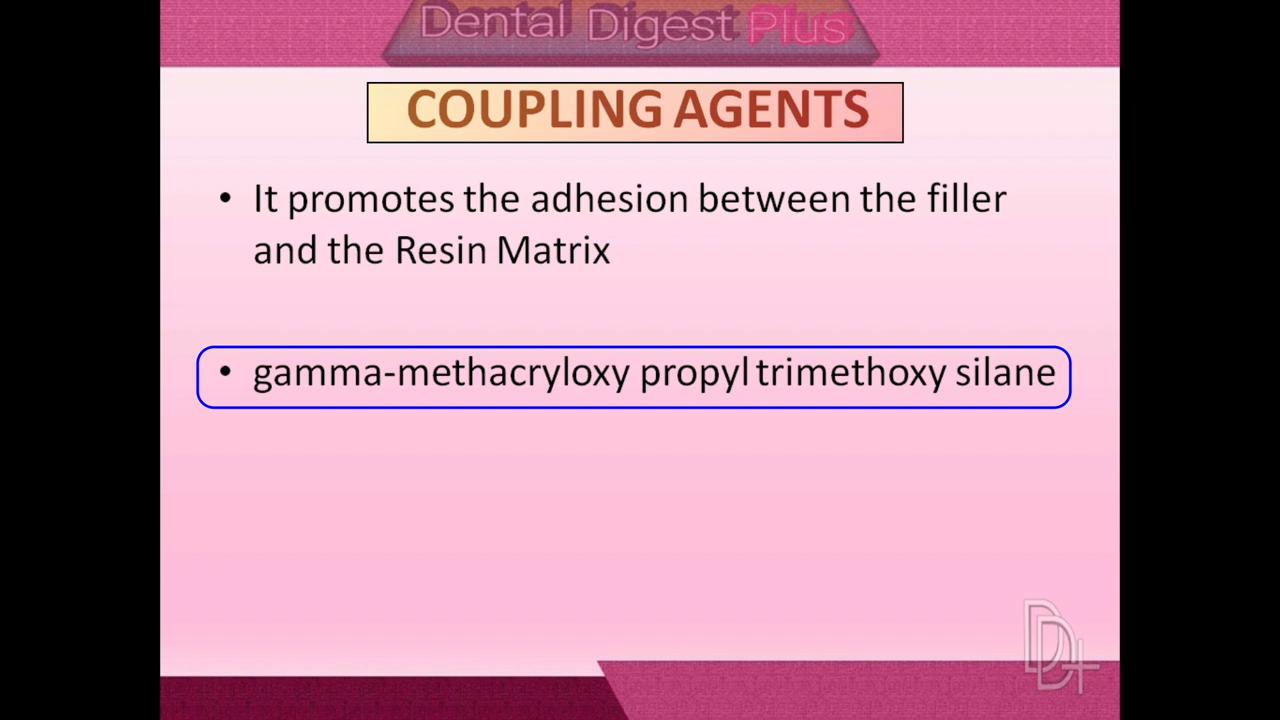 Dental Digest Plus
COUPLING AGENTS
• It promotes the adhesion between the filler
and the Resin Matrix
• gamma-methacryloxy propyl trimethoxy silane
DD+